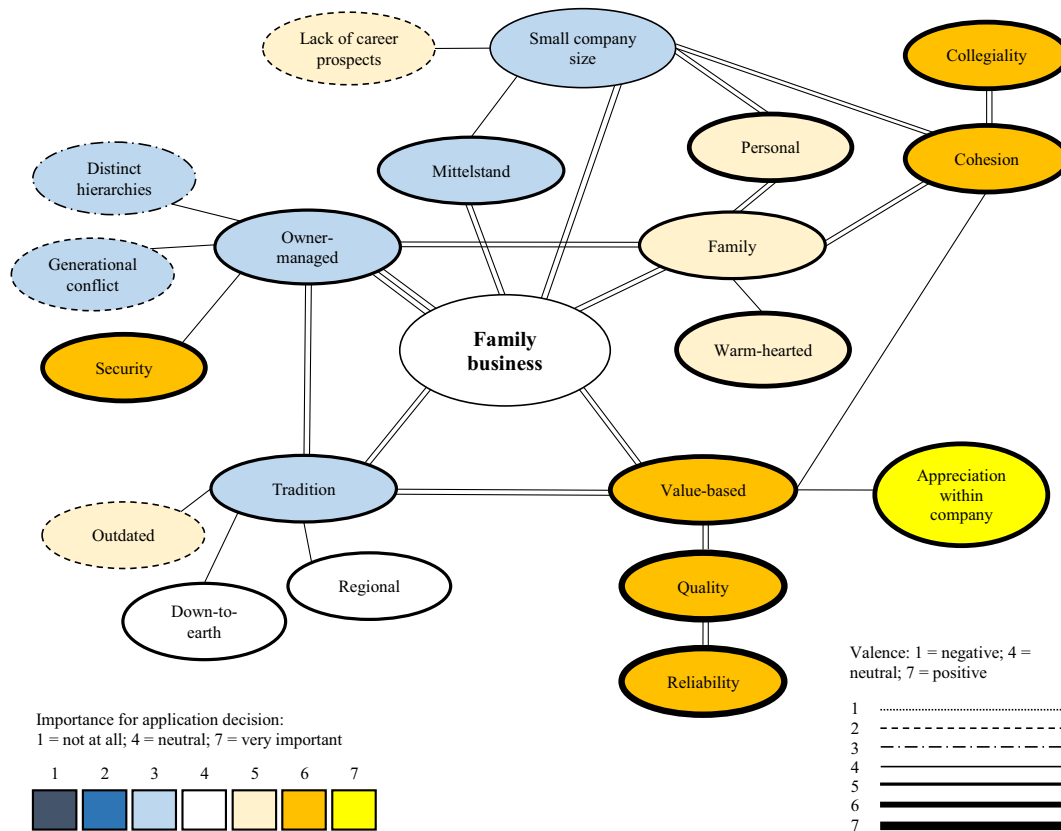 Lack of career
prospects
Small company
size
Collegiality
Personal
Cohesion
Distinct
hierarchies
Mittelstand
Owner-
managed
Family
Generational
conflict
Family
business
Security
Warm-hearted
Tradition
Value-based
Appreciation
within
company
Outdated
Regional
Quality
Down-to-
earth
Reliability
Valence: 1 = negative; 4 =
neutral; 7 = positive
1
2
3
4
5
6
7
Importance for application decision:
1 = not at all; 4 = neutral; 7 = very important
1 2 3 4 5 6 7